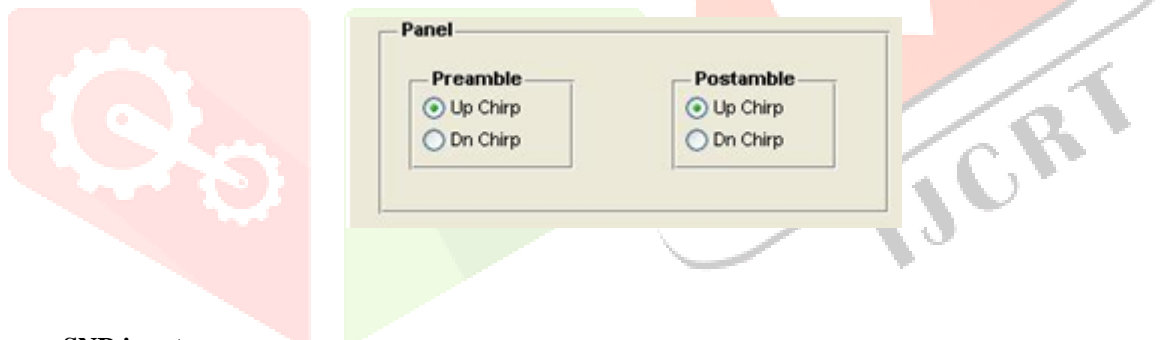 Panel
Preamble
Up Chirp
Dn Chirp
Postamble
Up Chirp
Dn Chirp
IJCRT